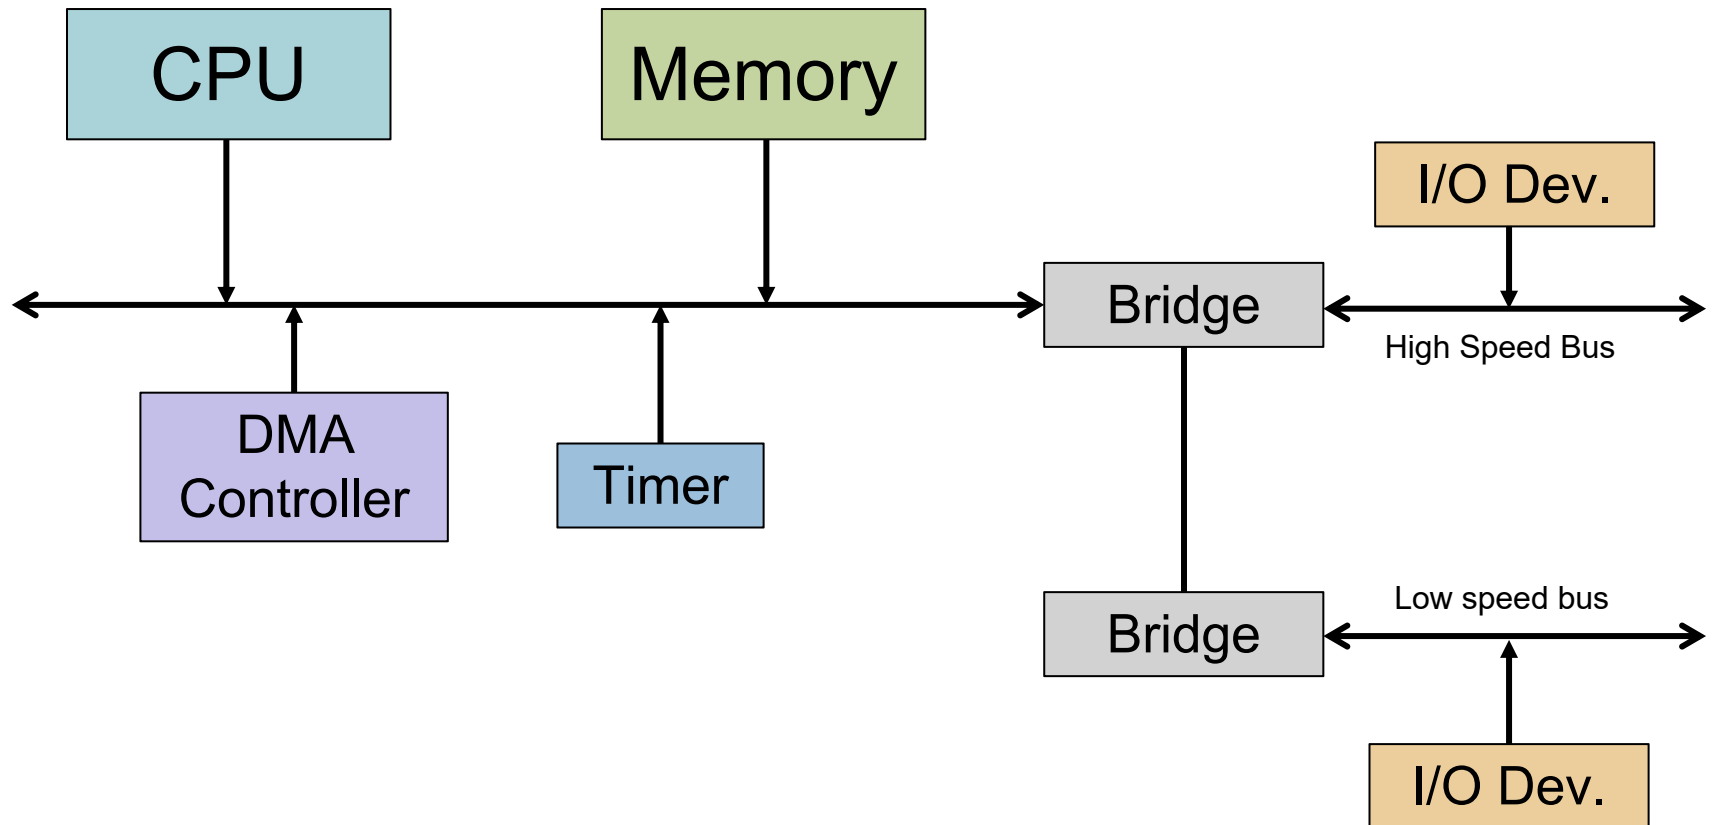 CPU
Memory
I/O Dev.
Bridge
High Speed Bus
DMA
Controller
Timer
Bridge
Low speed bus
I/O Dev.